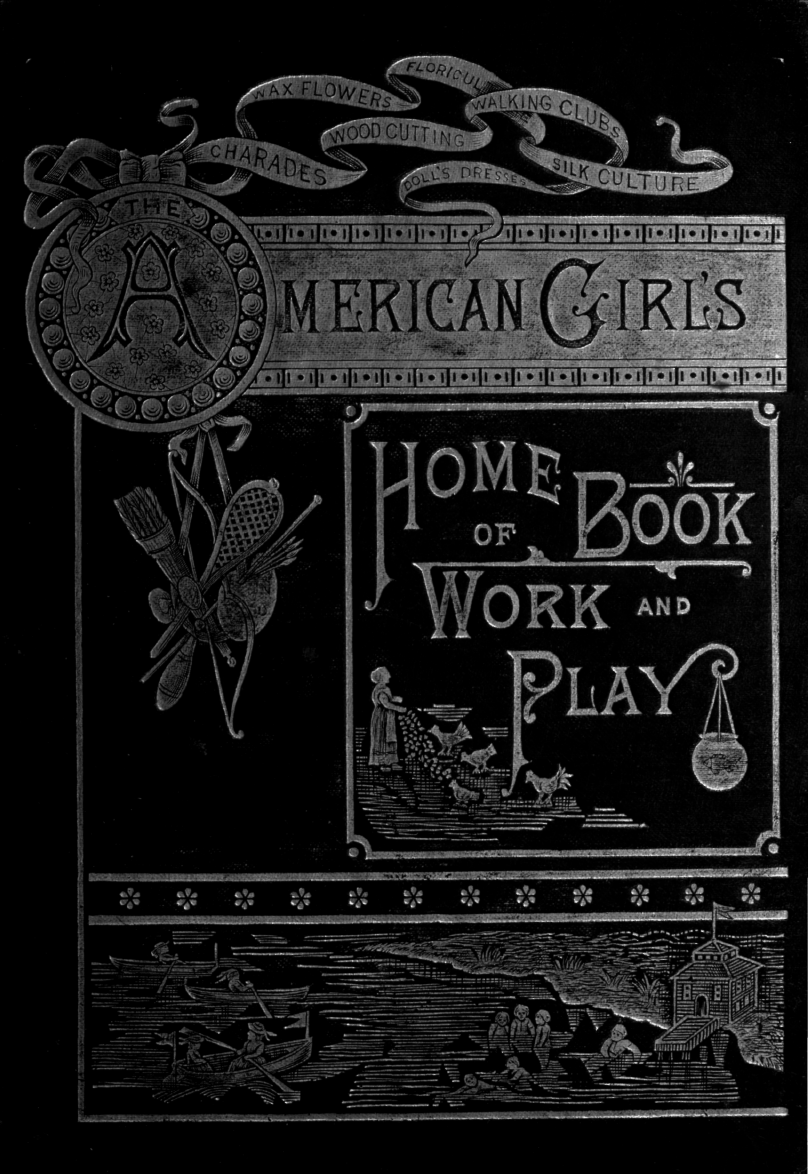 FLORICUL
WAX FLOWERS
WALKING CLUBS
WOOD CUTTING
CHARADES
SILK CULTURE
DOLL'S DRESSES
THE
AMERICAN GIRL'S
HOME
BOOK
OF
WORK AND
PLAY